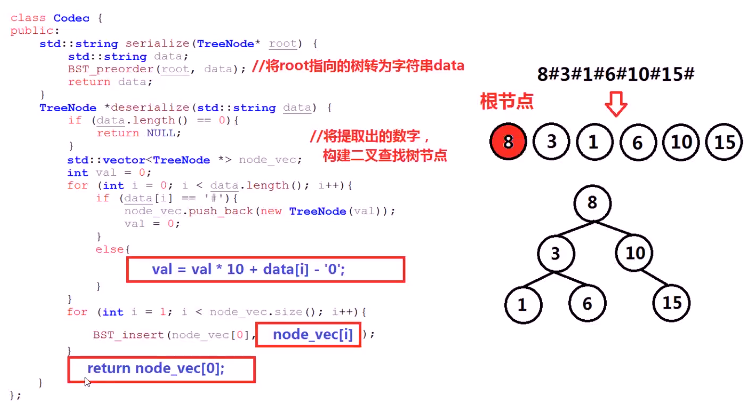 class Codec {
public:
    std::string serialize(TreeNode* root) {
        std::string data;
        BST_preorder(root, data); //将root指向的树转为字符串data
        return data;
    }
    TreeNode *deserialize(std::string data) {
        if (data.length() == 0){
            return NULL;
        }
        //将提取出的数字，
        构建二叉查找树节点
        std::vector<TreeNode *> node_vec;
        int val = 0;
        for (int i = 0; i < data.length(); i++){
            if (data[i] == '#'){
                node_vec.push_back(new TreeNode(val));
                val = 0;
            }
            else{
                val = val * 10 + data[i] - '0';
            }
        }
        for (int i = 1; i < node_vec.size(); i++){
            BST_insert(node_vec[0], node_vec[i] );
        }
        return node_vec[0];
    }
};
8#3#1#6#10#15#
根节点
8 3 1 6 10 15
8
3 10
1 6 15